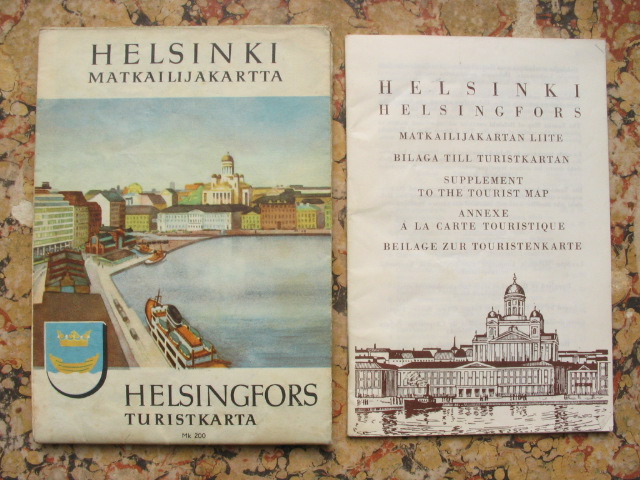 HELSINKI
MATKAILIJAKARTTA
HELSINGFORS
TURISTKARTA
Mk 200
HELSINKI
HELSINGFORS
MATKAILIJAKARTAN LIITE
BILAGA TILL TURISTKARTAN
SUPPLEMENT
TO THE TOURIST MAP
ANNEXE
A LA CARTE TOURISTIQUE
BEILAGE ZUR TOURISTENKARTE